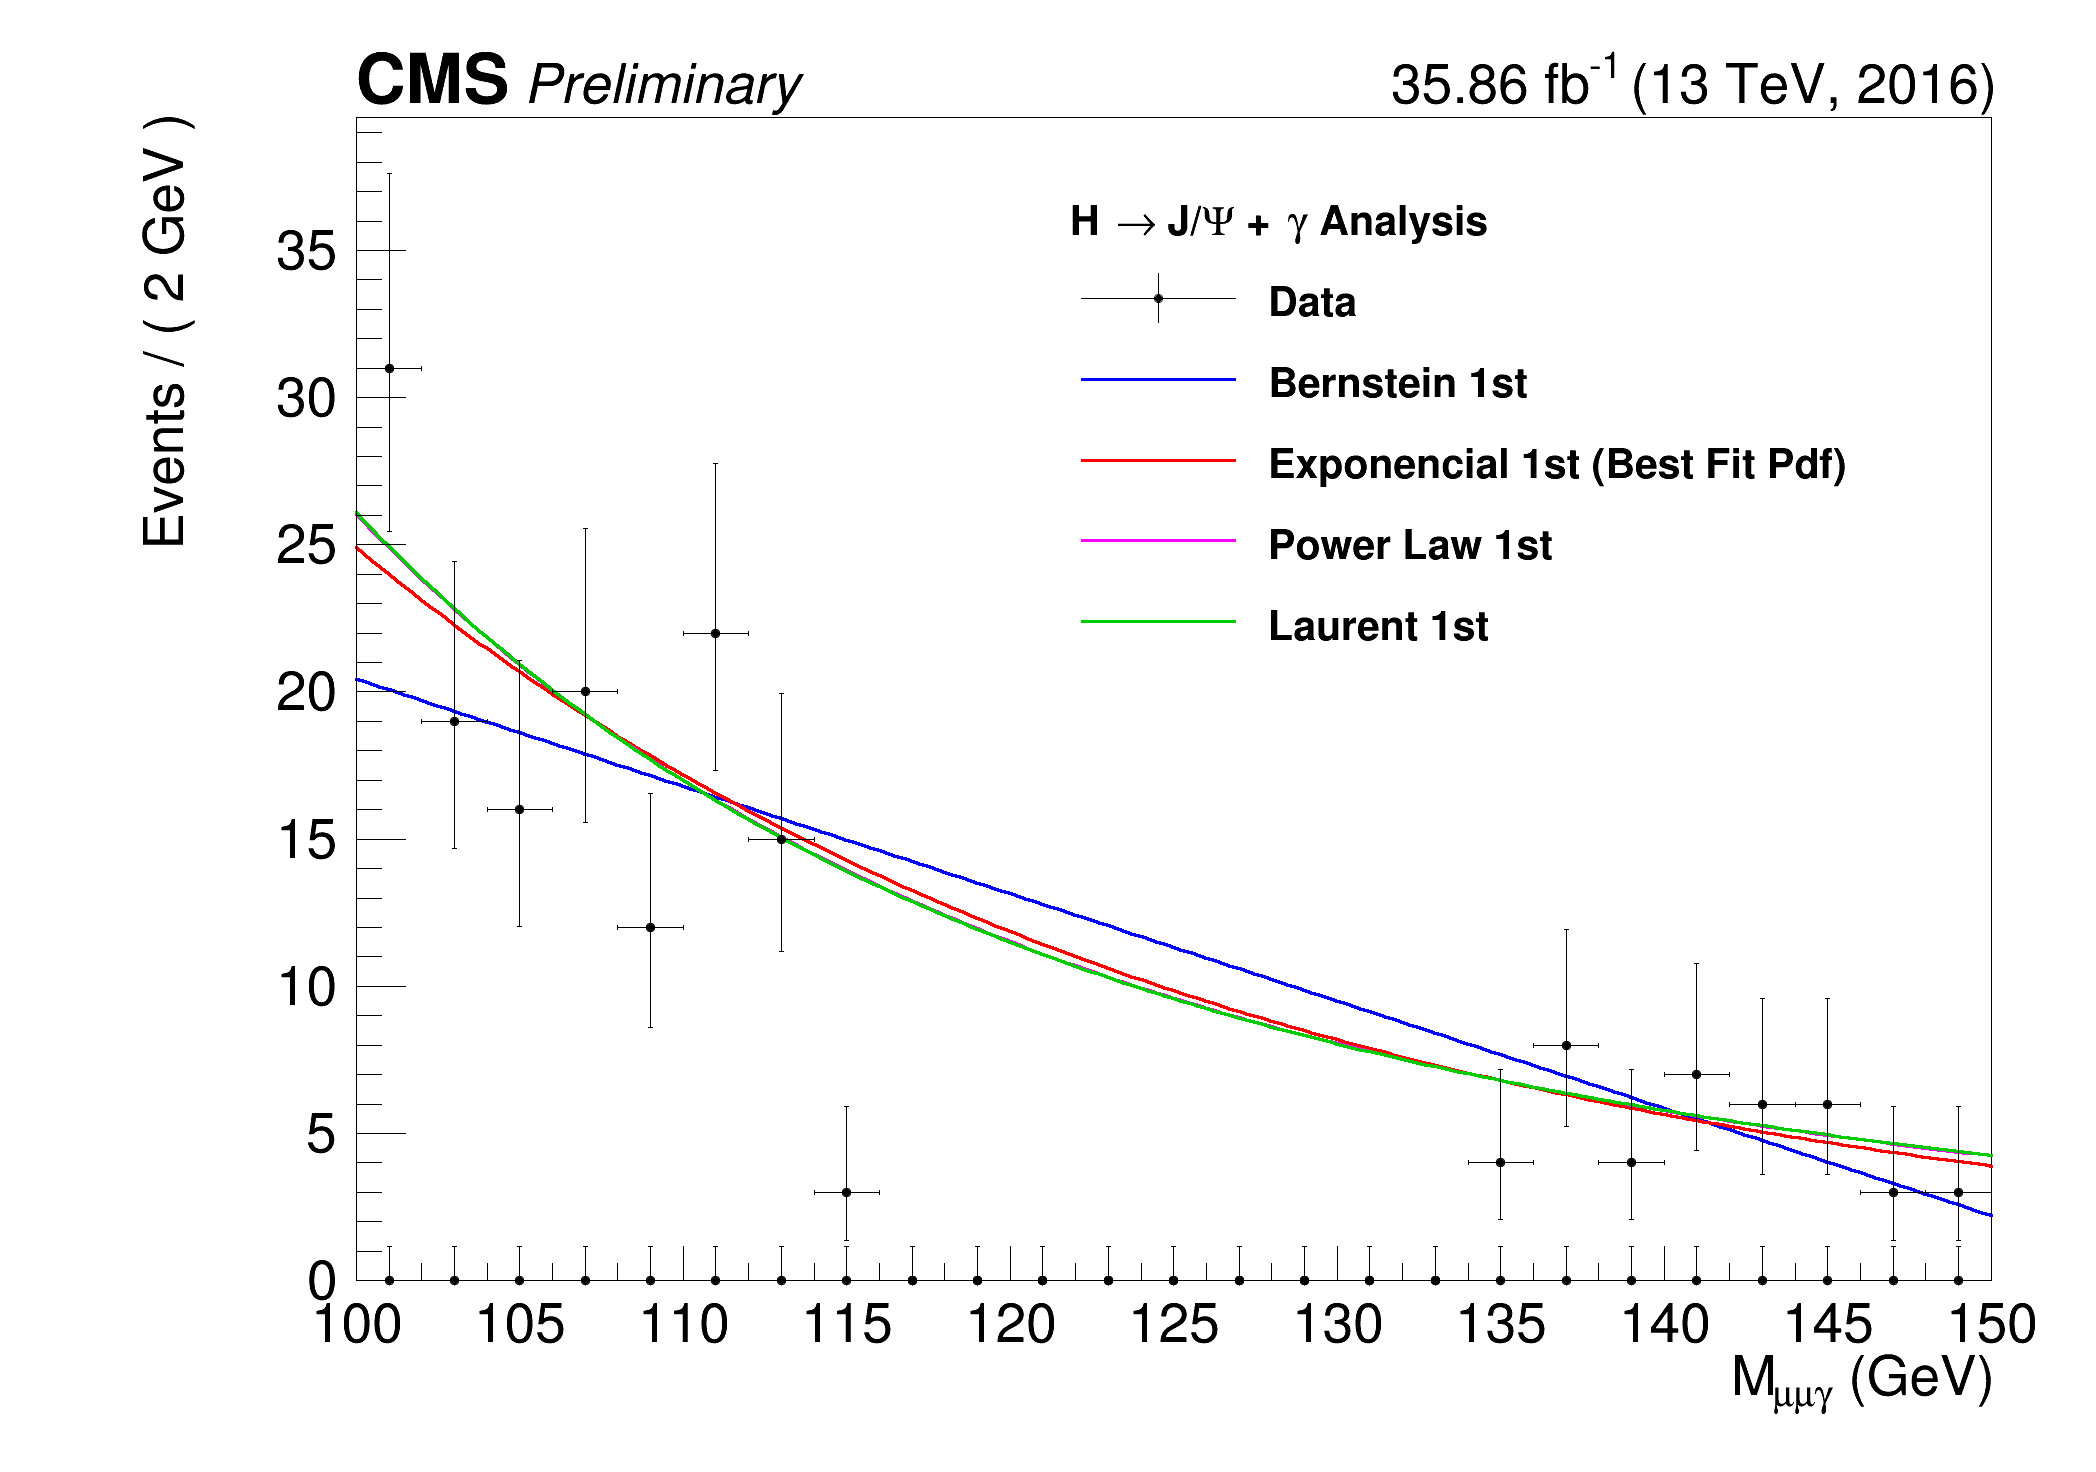 CMS Preliminary 35.86 fb⁻¹ (13 TeV, 2016)
Events / ( 2 GeV )
H → J/Ψ + γ Analysis
Data
Bernstein 1st
Exponencial 1st (Best Fit Pdf)
Power Law 1st
Laurent 1st
35
30
25
20
15
10
5
0
100 105 110 115 120 125 130 135 140 145 150
M_μμγ (GeV)